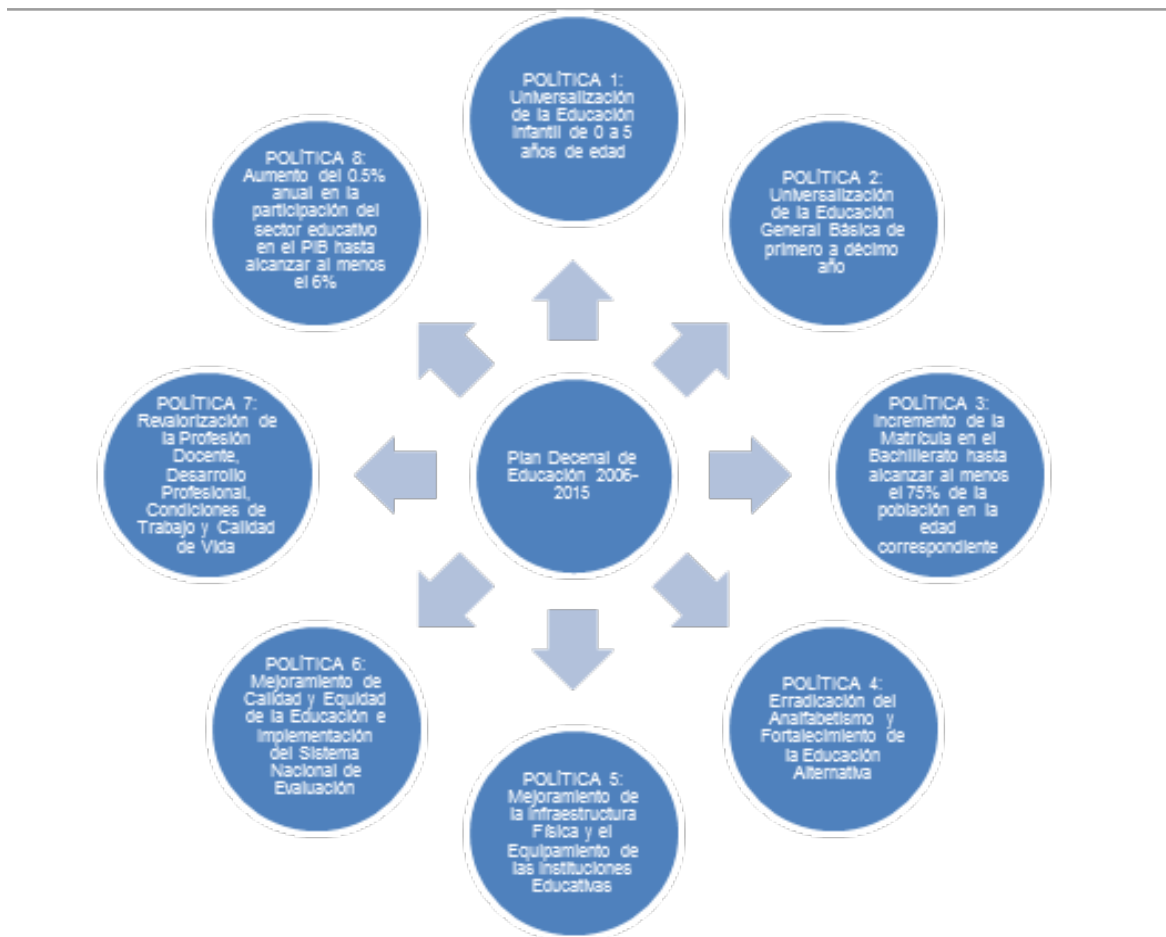 POLÍTICA 1:
Universalización
de la Educación
Infantil de 0 a 5
años de edad
POLÍTICA 2:
Universalización
de la Educación
General Básica de
primero a décimo
año
POLÍTICA 3:
Incremento de la
Matrícula en el
Bachillerato hasta
alcanzar al menos
el 75% de la
población en la
edad
correspondiente
POLÍTICA 4:
Erradicación del
Analfabetismo y
Fortalecimiento de
la Educación
Alternativa
POLÍTICA 5:
Mejoramiento de
la Infraestructura
Física y el
Equipamiento de
las Instituciones
Educativas
POLÍTICA 6:
Mejoramiento de
Calidad y Equidad
de la Educación e
Implementación
del Sistema
Nacional de
Evaluación
POLÍTICA 7:
Revalorización de
la Profesión
Docente,
Desarrollo
Profesional,
Condiciones de
Trabajo y Calidad
de Vida
POLÍTICA 8:
Aumento del 0.5%
anual en la
participación del
sector educativo
en el PIB hasta
alcanzar al menos
el 6%
Plan Decenal de
Educación 2006-
2015